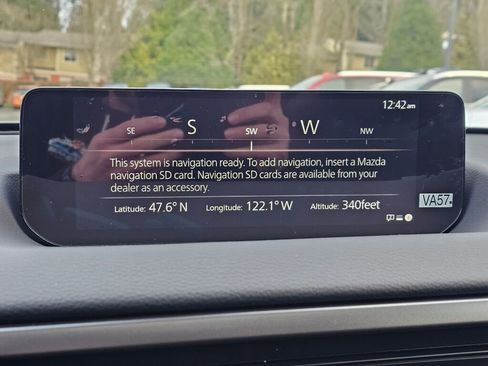 12:42am
SE S SW W NW
This system is navigation ready. To add navigation, insert a Mazda
navigation SD card. Navigation SD cards are available from your
dealer as an accessory.
Latitude: 47.6° N Longitude: 122.1° W Altitude: 340feet
VA57